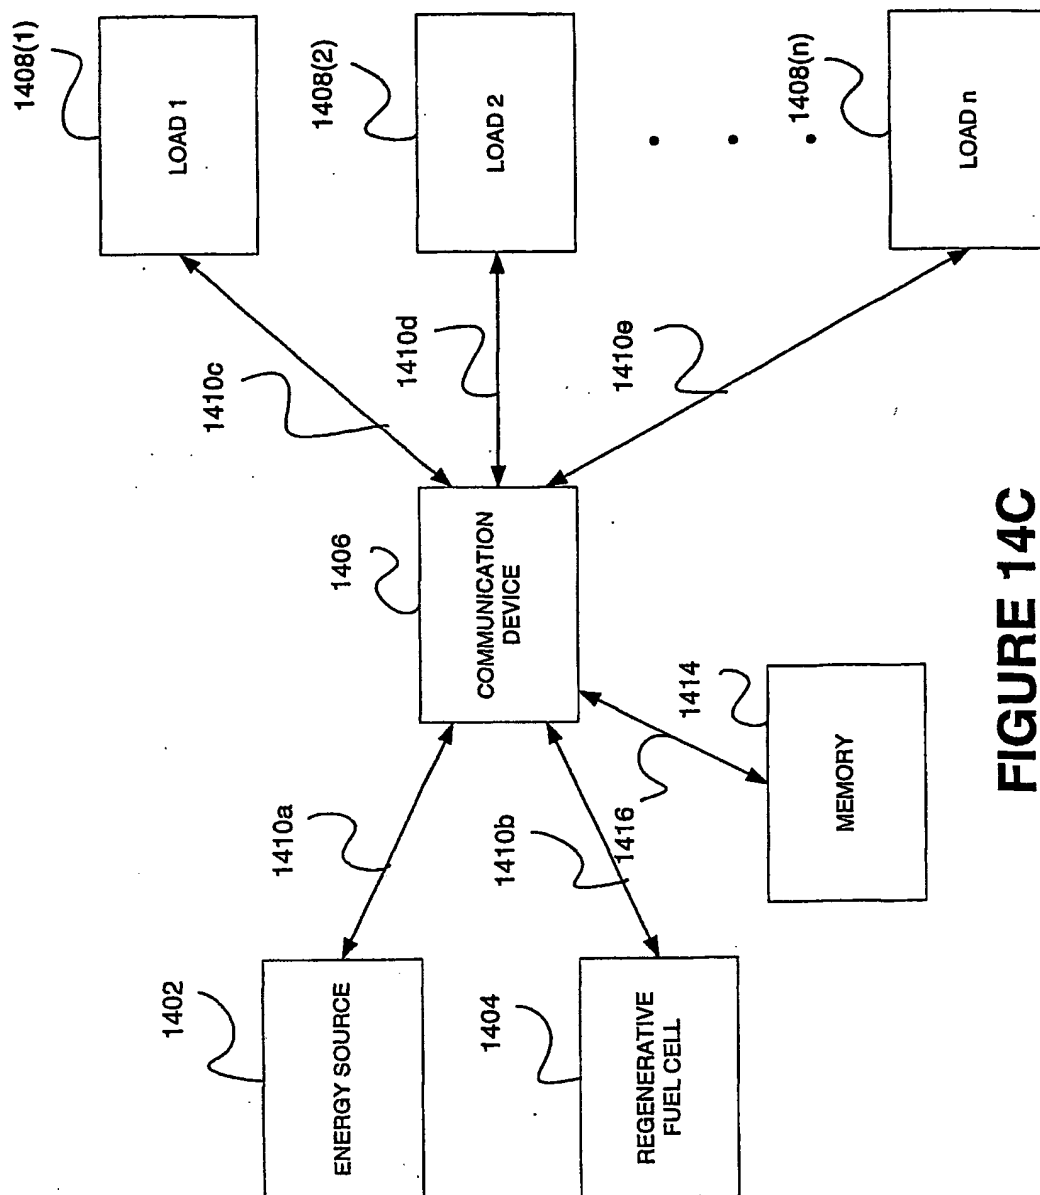 1402
ENERGY SOURCE
1404
REGENERATIVE
FUEL CELL
1410a
1410b
1416
1414
MEMORY
1406
COMMUNICATION
DEVICE
1410c
1410d
1410e
1408(1)
LOAD 1
1408(2)
LOAD 2
1408(n)
LOAD n
FIGURE 14C